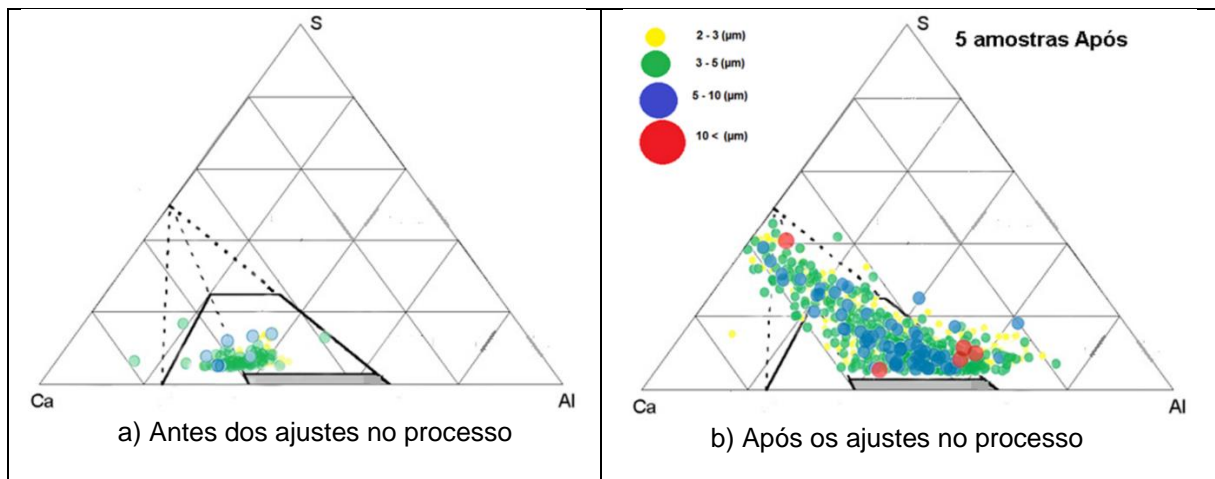 S
Ca
Al
a) Antes dos ajustes no processo
2 - 3 (µm)
3 - 5 (µm)
5 - 10 (µm)
10 < (µm)
S
5 amostras Após
Ca
Al
b) Após os ajustes no processo